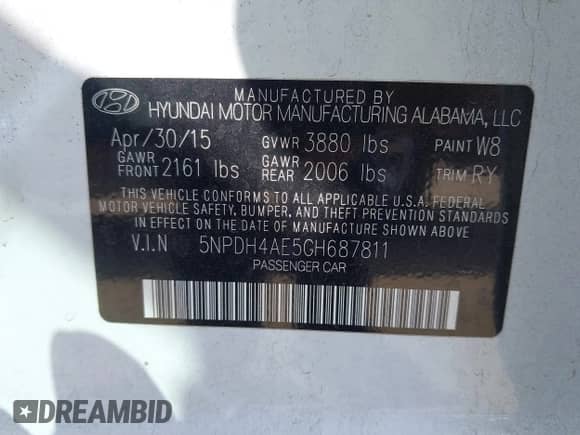 MANUFACTURED BY
HYUNDAI MOTOR MANUFACTURING ALABAMA, LLC
Apr/30/15 GVWR 3880 lbs PAINT W8
GAWR FRONT 2161 lbs GAWR REAR 2006 lbs TRIM RY
THIS VEHICLE CONFORMS TO ALL APPLICABLE U.S.A. FEDERAL
MOTOR VEHICLE SAFETY, BUMPER, AND THEFT PREVENTION STANDARDS
IN EFFECT ON THE DATE OF MANUFACTURE SHOWN ABOVE.
V.I.N 5NPDH4AE5GH687811
PASSENGER CAR
DREAMBID